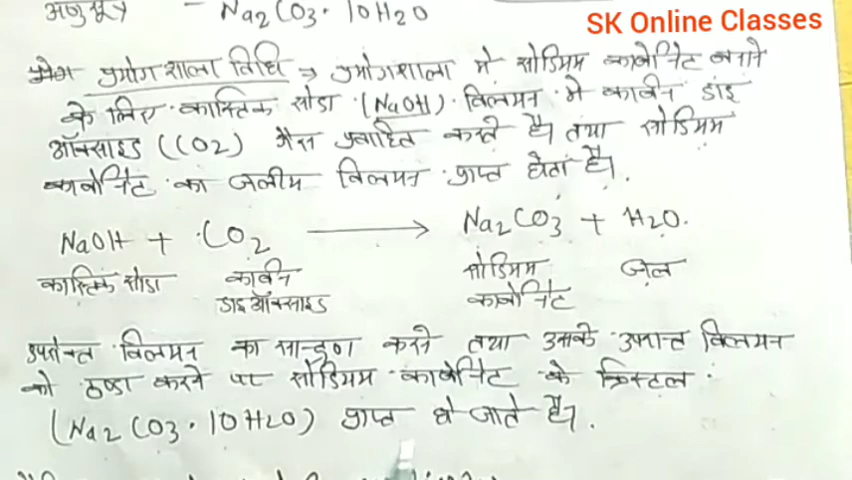 अणुसूत्र - Na2CO3·10H2O
SK Online Classes
प्रयोगशाला विधि ⇒ प्रयोगशाला मे सोडियम कार्बोनेट बनाने
के लिए कास्टिक सोडा (NaOH) विलयन मे कार्बन डाइ
ऑक्साइड (CO2) गैस प्रवाहित करते है। तथा सोडियम
कार्बोनेट का जलीय विलयन प्राप्त होता है।
NaOH + CO2 ⟶ Na2CO3 + H2O.
कास्टिक सोडा कार्बन सोडियम जल
डाइऑक्साइड कार्बोनेट
उपरोक्त विलयन का सान्द्रण करने तथा उसके उपरान्त विलयन
को ठण्डा करने पर सोडियम कार्बोनेट के क्रिस्टल
(Na2CO3·10H2O) प्राप्त हो जाते है।